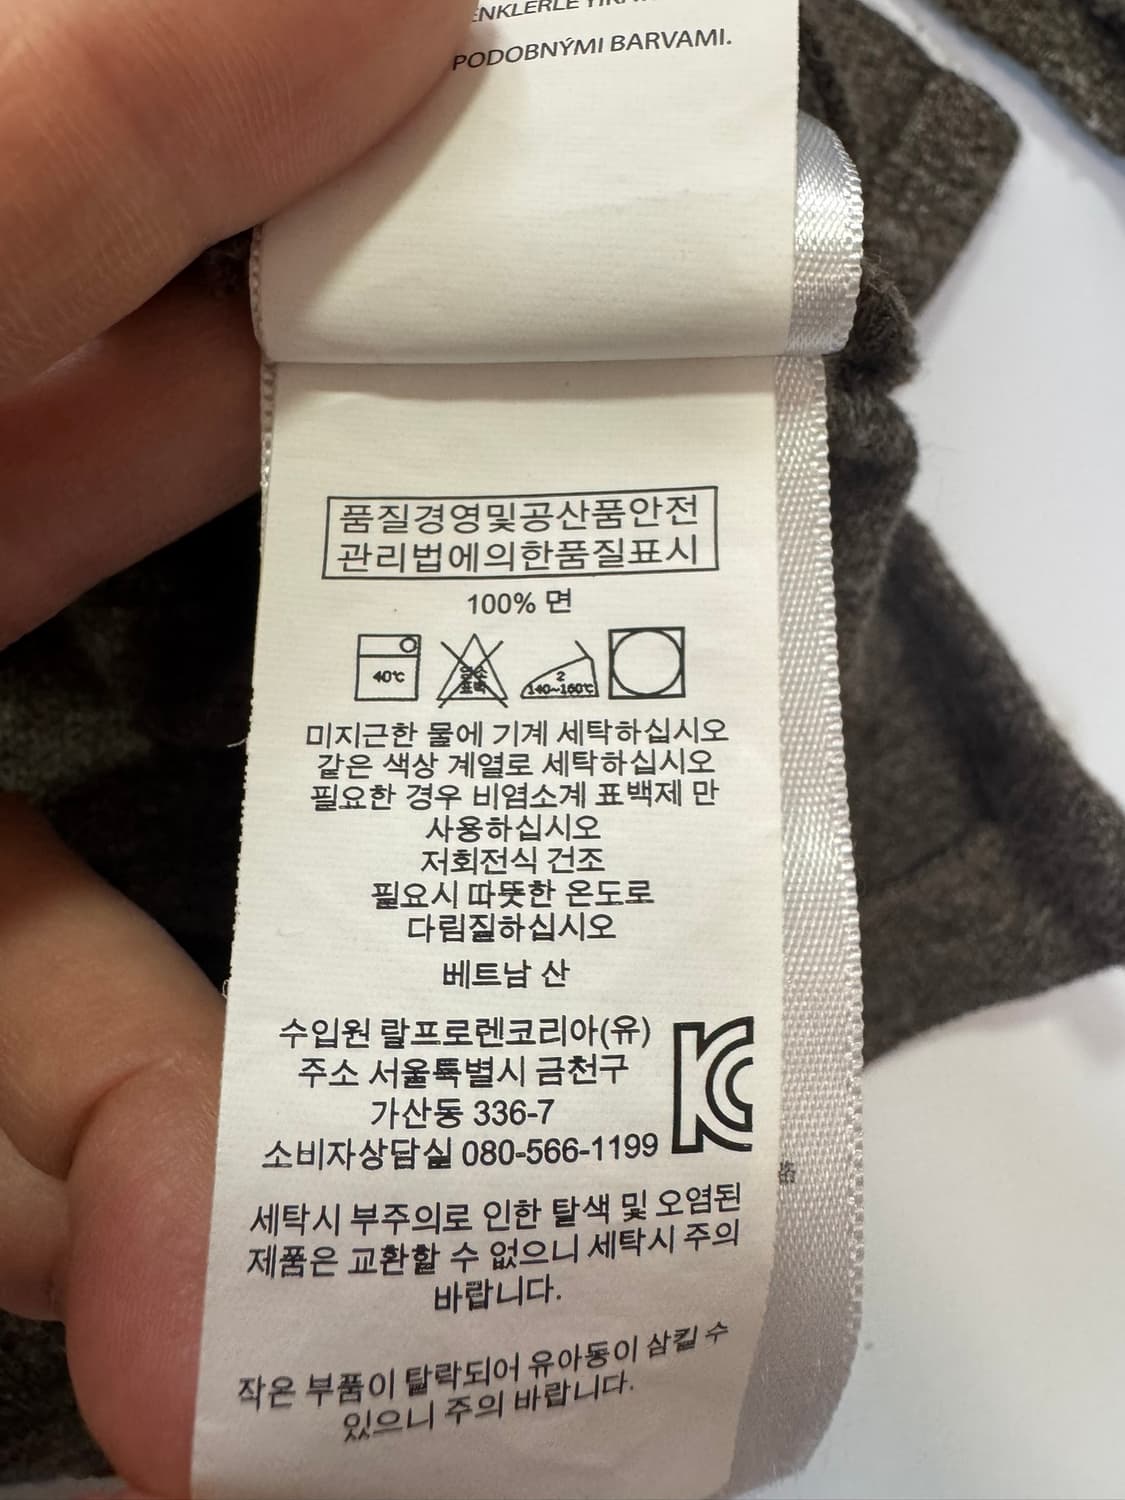 PODOBNÝMI BARVAMI.
품질경영및공산품안전
관리법에의한품질표시
100% 면
40℃
염소
표백
2
140~160℃
미지근한 물에 기계 세탁하십시오
같은 색상 계열로 세탁하십시오
필요한 경우 비염소계 표백제 만
사용하십시오
저회전식 건조
필요시 따뜻한 온도로
다림질하십시오
베트남 산
수입원 랄프로렌코리아(유)
주소 서울특별시 금천구
가산동 336-7
소비자상담실 080-566-1199
세탁시 부주의로 인한 탈색 및 오염된
제품은 교환할 수 없으니 세탁시 주의
바랍니다.
작은 부품이 탈락되어 유아동이 삼킬 수
있으니 주의 바랍니다.